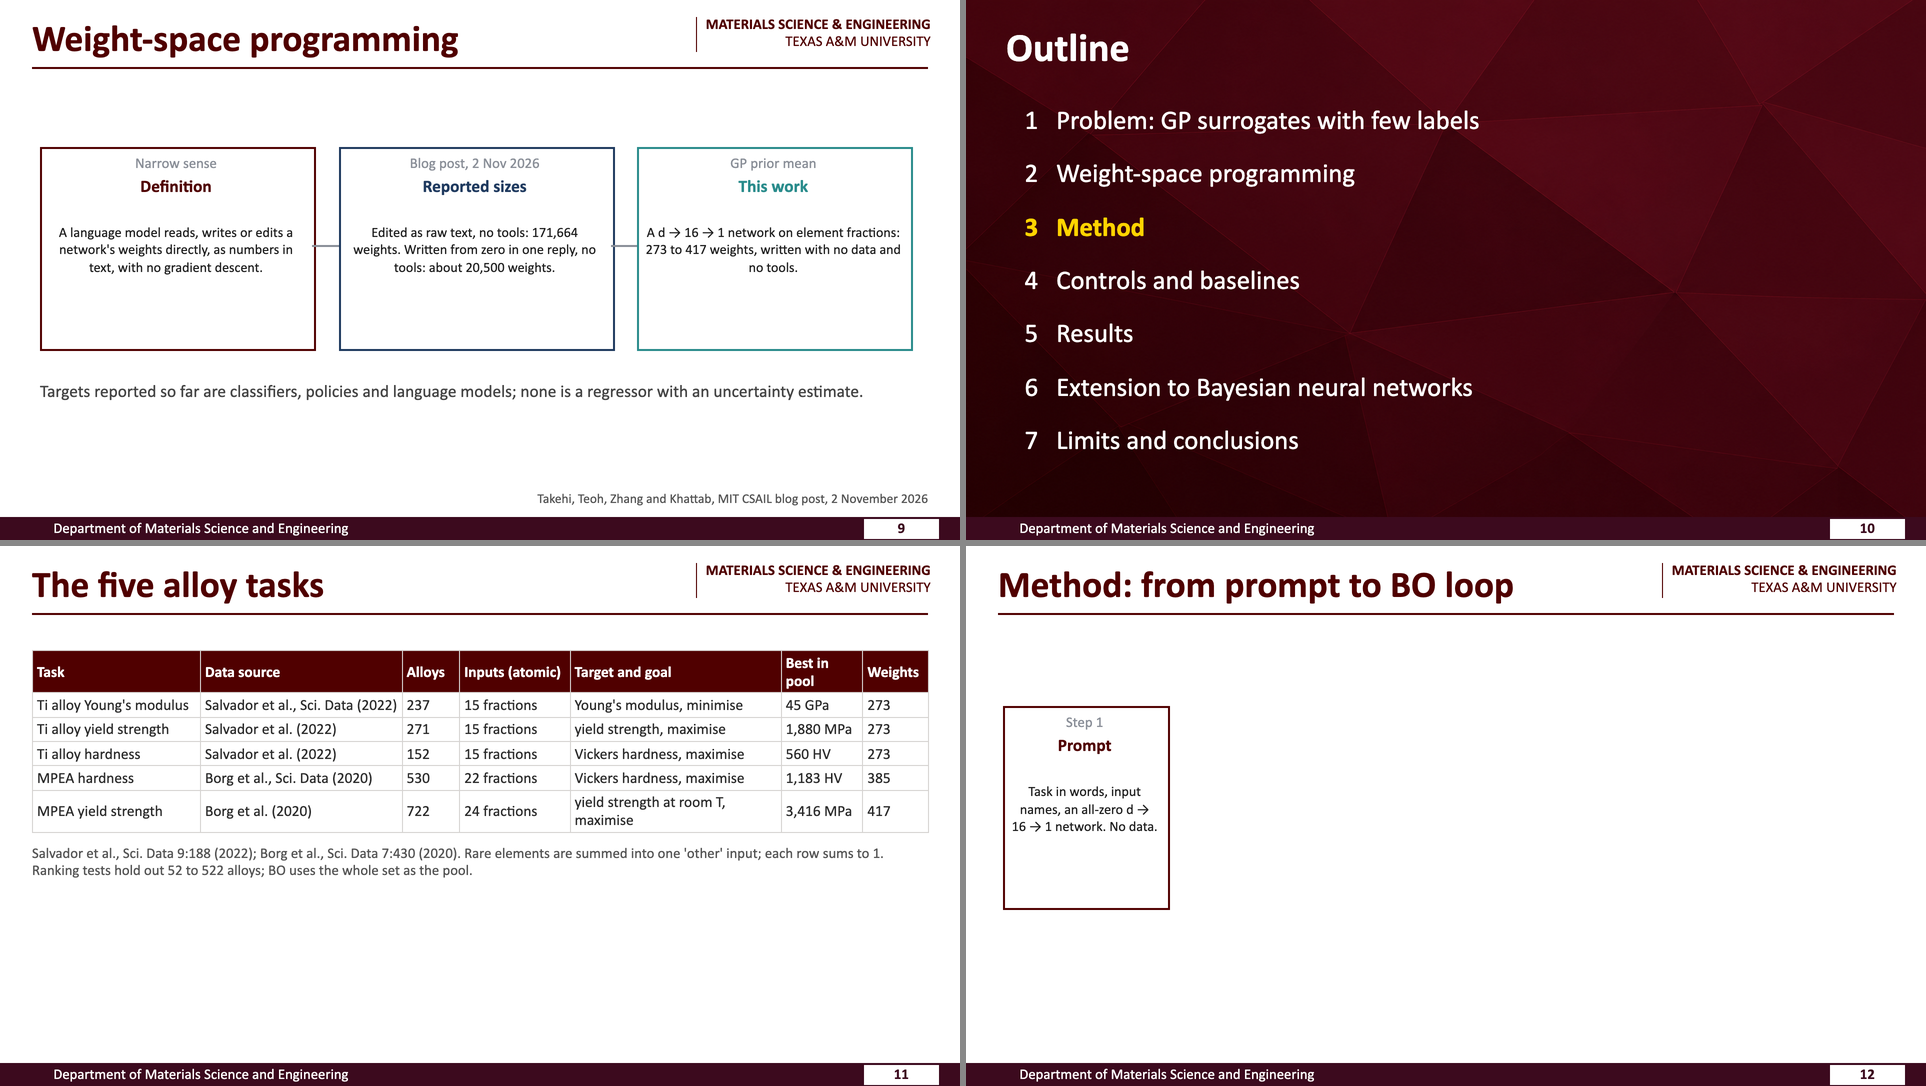 Weight-space programming
MATERIALS SCIENCE & ENGINEERING
TEXAS A&M UNIVERSITY
Narrow sense
Definition
A language model reads, writes or edits a
network's weights directly, as numbers in
text, with no gradient descent.
Blog post, 2 Nov 2026
Reported sizes
Edited as raw text, no tools: 171,664
weights. Written from zero in one reply, no
tools: about 20,500 weights.
GP prior mean
This work
A d → 16 → 1 network on element fractions:
273 to 417 weights, written with no data and
no tools.
Targets reported so far are classifiers, policies and language models; none is a regressor with an uncertainty estimate.
Takehi, Teoh, Zhang and Khattab, MIT CSAIL blog post, 2 November 2026
Department of Materials Science and Engineering
9
Outline
1 Problem: GP surrogates with few labels
2 Weight-space programming
3 Method
4 Controls and baselines
5 Results
6 Extension to Bayesian neural networks
7 Limits and conclusions
Department of Materials Science and Engineering
10
The five alloy tasks
MATERIALS SCIENCE & ENGINEERING
TEXAS A&M UNIVERSITY
Task Data source Alloys Inputs (atomic) Target and goal Best in pool Weights
Ti alloy Young's modulus Salvador et al., Sci. Data (2022) 237 15 fractions Young's modulus, minimise 45 GPa 273
Ti alloy yield strength Salvador et al. (2022) 271 15 fractions yield strength, maximise 1,880 MPa 273
Ti alloy hardness Salvador et al. (2022) 152 15 fractions Vickers hardness, maximise 560 HV 273
MPEA hardness Borg et al., Sci. Data (2020) 530 22 fractions Vickers hardness, maximise 1,183 HV 385
MPEA yield strength Borg et al. (2020) 722 24 fractions yield strength at room T, maximise 3,416 MPa 417
Salvador et al., Sci. Data 9:188 (2022); Borg et al., Sci. Data 7:430 (2020). Rare elements are summed into one 'other' input; each row sums to 1.
Ranking tests hold out 52 to 522 alloys; BO uses the whole set as the pool.
Department of Materials Science and Engineering
11
Method: from prompt to BO loop
MATERIALS SCIENCE & ENGINEERING
TEXAS A&M UNIVERSITY
Step 1
Prompt
Task in words, input
names, an all-zero d →
16 → 1 network. No data.
Department of Materials Science and Engineering
12